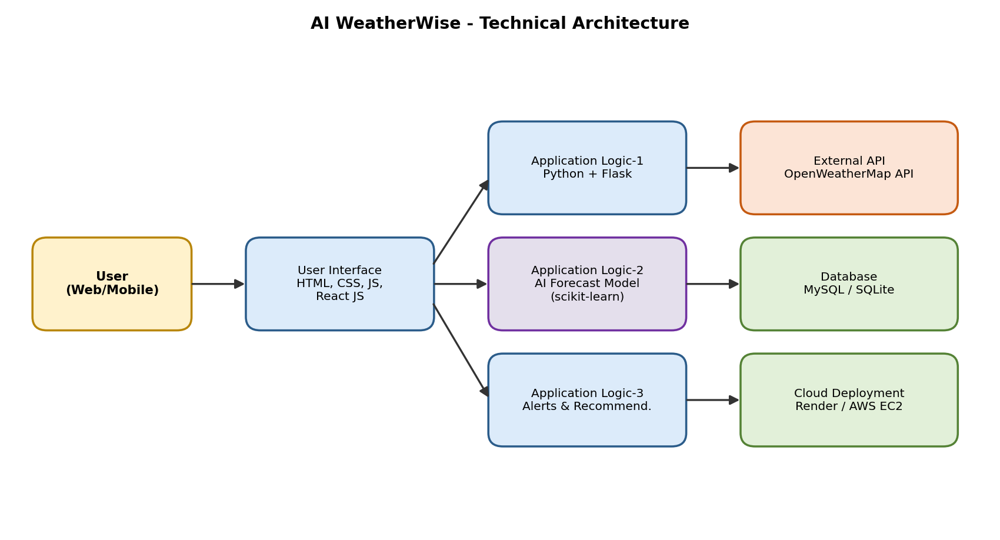 AI WeatherWise - Technical Architecture
User
(Web/Mobile)
User Interface
HTML, CSS, JS,
React JS
Application Logic-1
Python + Flask
External API
OpenWeatherMap API
Application Logic-2
AI Forecast Model
(scikit-learn)
Database
MySQL / SQLite
Application Logic-3
Alerts & Recommend.
Cloud Deployment
Render / AWS EC2